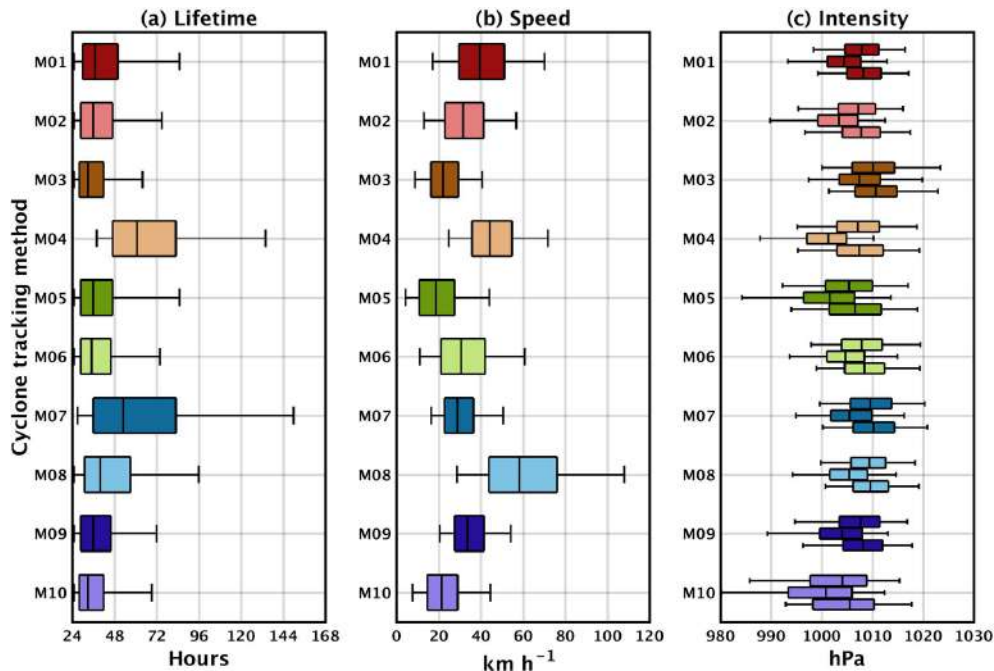 (a) Lifetime (b) Speed (c) Intensity
Cyclone tracking method
M01 M01 M01
M02 M02 M02
M03 M03 M03
M04 M04 M04
M05 M05 M05
M06 M06 M06
M07 M07 M07
M08 M08 M08
M09 M09 M09
M10 M10 M10
24 48 72 96 120 144 168 0 20 40 60 80 100 120 980 990 1000 1010 1020 1030
Hours km h⁻¹ hPa